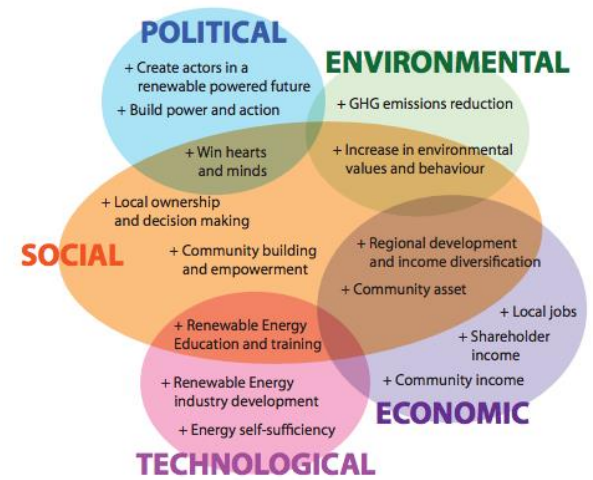 POLITICAL
+ Create actors in a
renewable powered future
+ Build power and action
ENVIRONMENTAL
+ GHG emissions reduction
+ Win hearts
and minds
+ Increase in environmental
values and behaviour
+ Local ownership
and decision making
SOCIAL
+ Community building
and empowerment
+ Regional development
and income diversification
+ Community asset
+ Local jobs
+ Shareholder
income
+ Community income
ECONOMIC
+ Renewable Energy
Education and training
+ Renewable Energy
industry development
+ Energy self-sufficiency
TECHNOLOGICAL